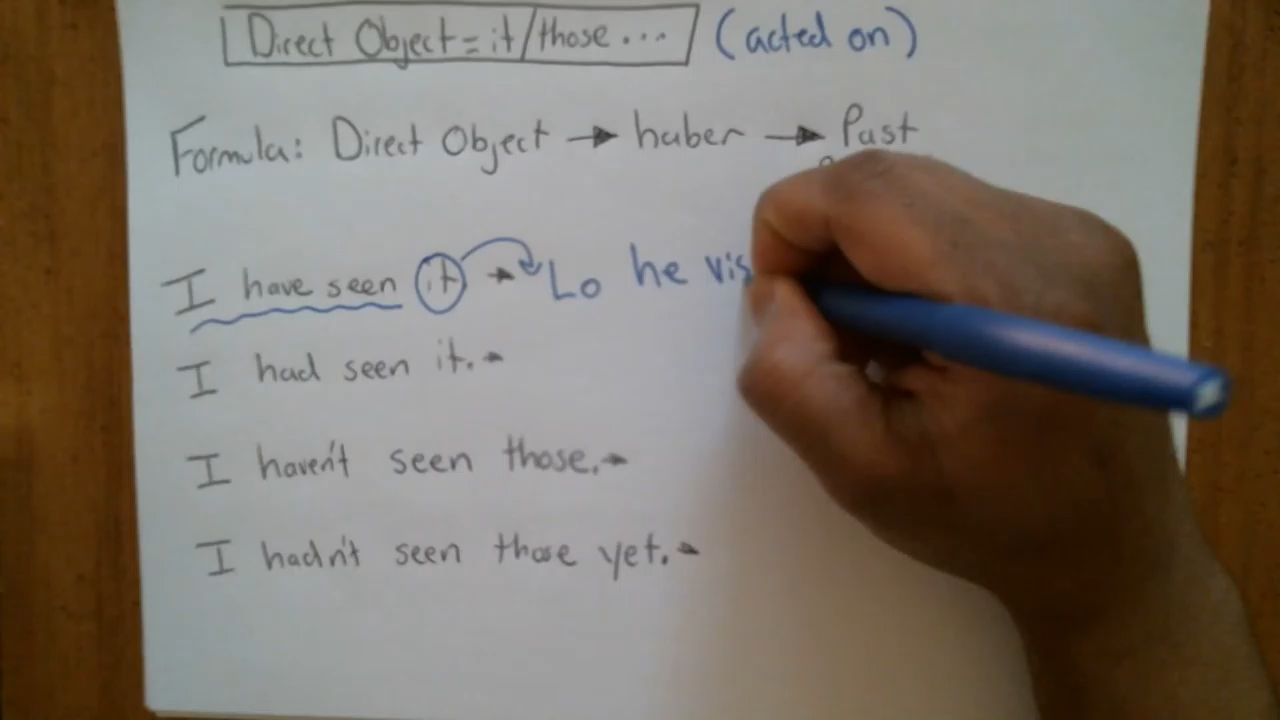 Direct Object = it/those... (acted on)
Formula: Direct Object → haber → Past
I have seen it → Lo he vis
I had seen it. →
I haven't seen those. →
I hadn't seen those yet. →